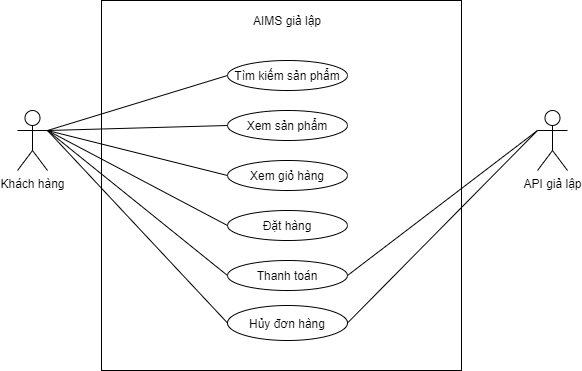 AIMS giả lập
Tìm kiếm sản phẩm
Xem sản phẩm
Xem giỏ hàng
Khách hàng
API giả lập
Đặt hàng
Thanh toán
Hủy đơn hàng